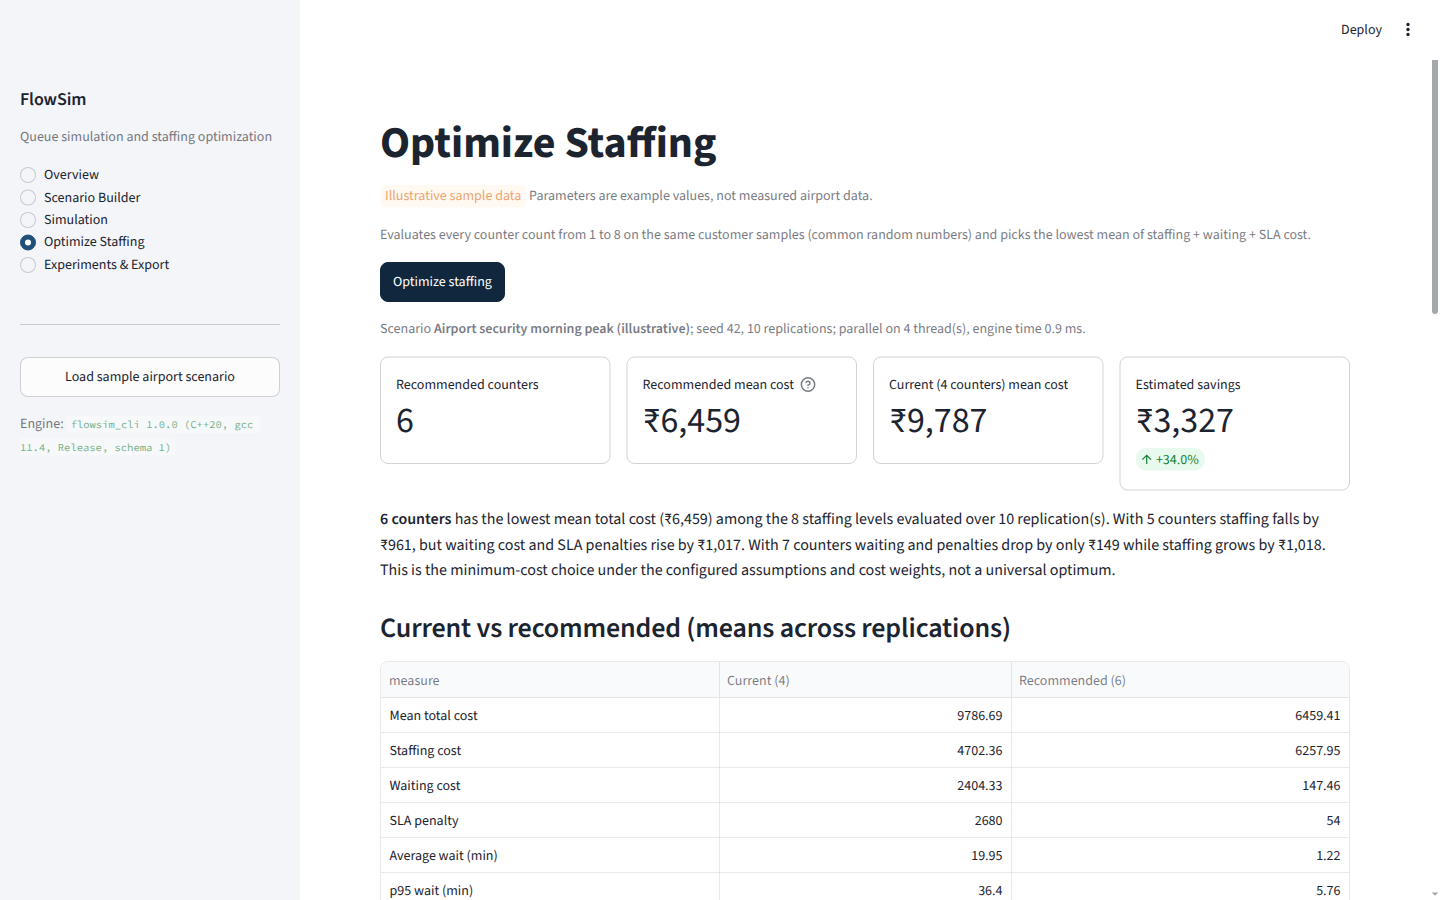 Deploy
FlowSim
Queue simulation and staffing optimization
Overview
Scenario Builder
Simulation
Optimize Staffing
Experiments & Export
Load sample airport scenario
Engine: flowsim_cli 1.0.0 (C++20, gcc
11.4, Release, schema 1)
Optimize Staffing
Illustrative sample data Parameters are example values, not measured airport data.
Evaluates every counter count from 1 to 8 on the same customer samples (common random numbers) and picks the lowest mean of staffing + waiting + SLA cost.
Optimize staffing
Scenario Airport security morning peak (illustrative); seed 42, 10 replications; parallel on 4 thread(s), engine time 0.9 ms.
Recommended counters
6
Recommended mean cost
₹6,459
Current (4 counters) mean cost
₹9,787
Estimated savings
₹3,327
↑ +34.0%
6 counters has the lowest mean total cost (₹6,459) among the 8 staffing levels evaluated over 10 replication(s). With 5 counters staffing falls by
₹961, but waiting cost and SLA penalties rise by ₹1,017. With 7 counters waiting and penalties drop by only ₹149 while staffing grows by ₹1,018.
This is the minimum-cost choice under the configured assumptions and cost weights, not a universal optimum.
Current vs recommended (means across replications)
measure Current (4) Recommended (6)
Mean total cost 9786.69 6459.41
Staffing cost 4702.36 6257.95
Waiting cost 2404.33 147.46
SLA penalty 2680 54
Average wait (min) 19.95 1.22
p95 wait (min) 36.4 5.76